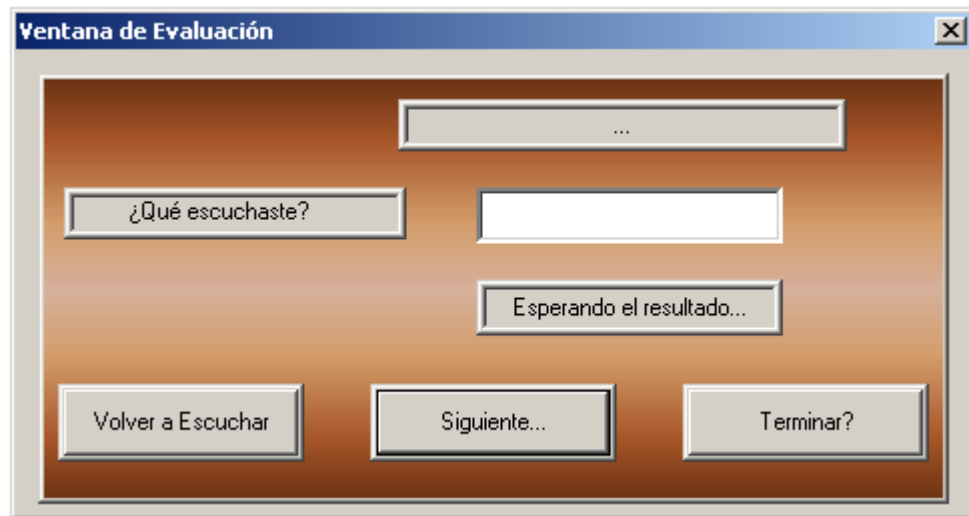 Ventana de Evaluación
...
¿Qué escuchaste?
Esperando el resultado...
Volver a Escuchar
Siguiente...
Terminar?